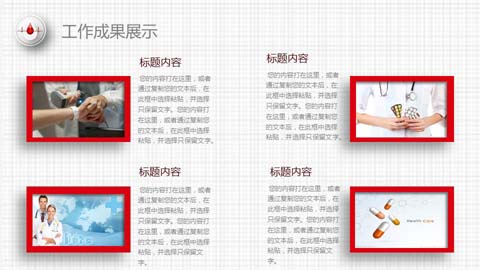 工作成果展示
标题内容
您的内容打在这里，或者
通过复制您的文本后，在
此框中选择粘贴，并选择
只保留文字。您的内容打
在这里，或者通过复制您
的文本后，在此框中选择
粘贴，并选择只保留文字。
标题内容
您的内容打在这里，或者
通过复制您的文本后，在
此框中选择粘贴，并选择
只保留文字。您的内容打
在这里，或者通过复制您
的文本后，在此框中选择
粘贴，并选择只保留文字。
标题内容
您的内容打在这里，或者
通过复制您的文本后，在
此框中选择粘贴，并选择
只保留文字。您的内容打
在这里，或者通过复制您
的文本后，在此框中选择
粘贴，并选择只保留文
字。
标题内容
您的内容打在这里，或者
通过复制您的文本后，在
此框中选择粘贴，并选择
只保留文字。您的内容打
在这里，或者通过复制您
的文本后，在此框中选择
粘贴，并选择只保留文
字。
Health Care